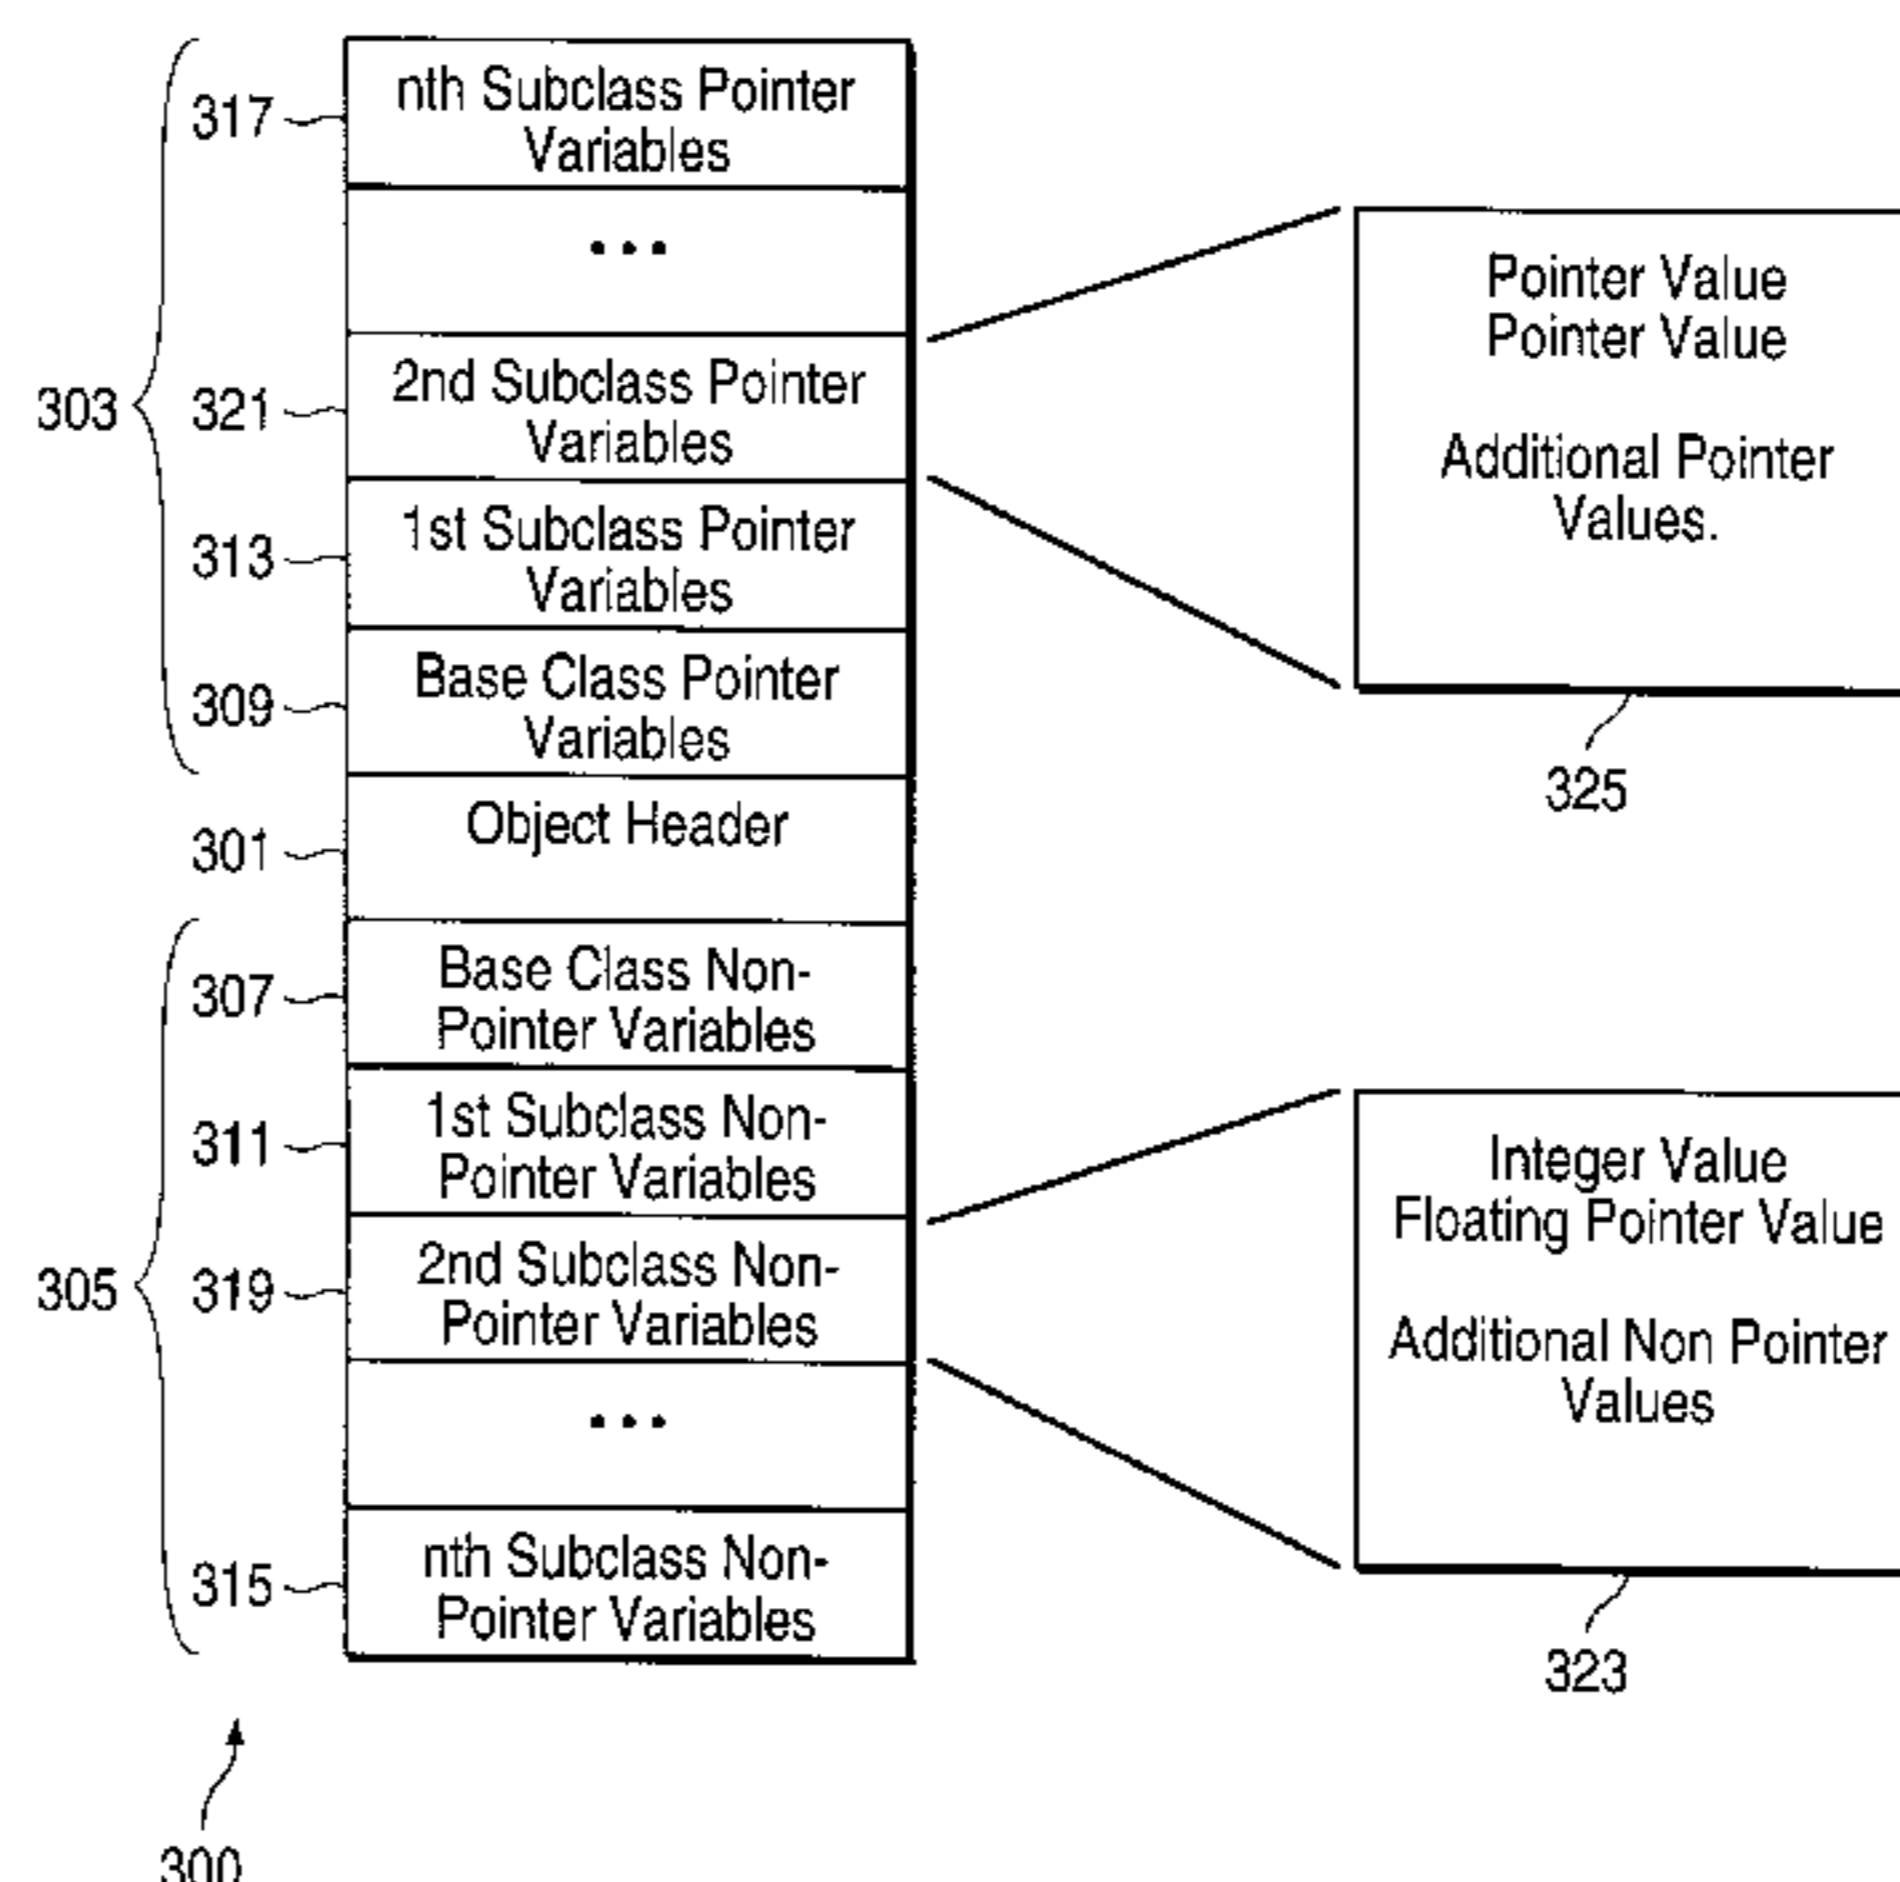 317
nth Subclass Pointer
Variables
...
303
321
2nd Subclass Pointer
Variables
313
1st Subclass Pointer
Variables
309
Base Class Pointer
Variables
301
Object Header
305
307
Base Class Non-
Pointer Variables
311
1st Subclass Non-
Pointer Variables
319
2nd Subclass Non-
Pointer Variables
...
315
nth Subclass Non-
Pointer Variables
300
Pointer Value
Pointer Value
Additional Pointer
Values.
325
Integer Value
Floating Pointer Value
Additional Non Pointer
Values
323